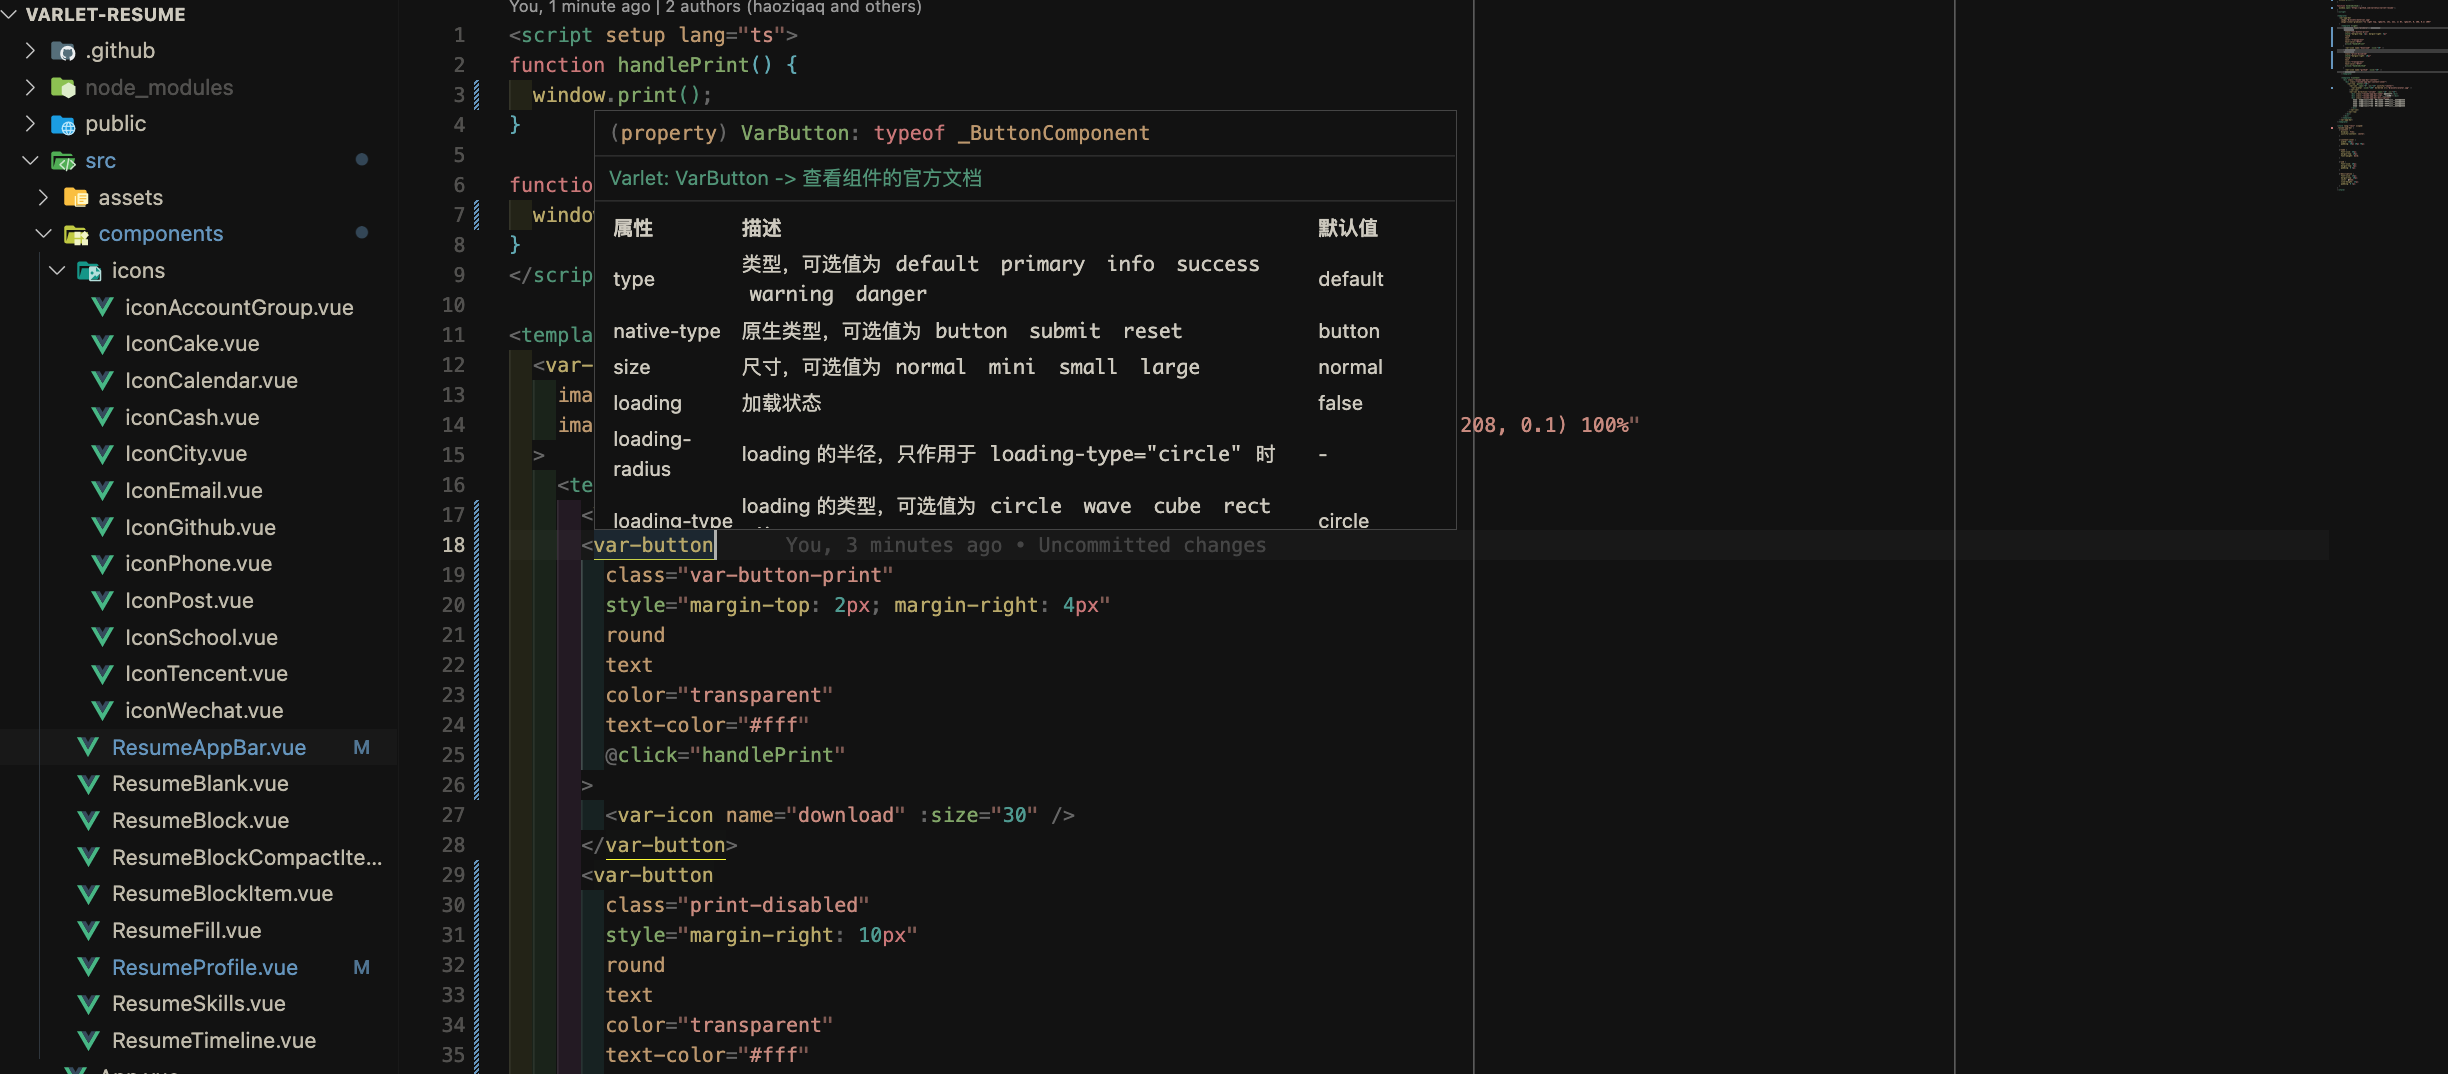 VARLET-RESUME
.github
node_modules
public
src
assets
components
icons
iconAccountGroup.vue
IconCake.vue
IconCalendar.vue
iconCash.vue
IconCity.vue
IconEmail.vue
IconGithub.vue
iconPhone.vue
IconPost.vue
IconSchool.vue
IconTencent.vue
iconWechat.vue
ResumeAppBar.vue M
ResumeBlank.vue
ResumeBlock.vue
ResumeBlockCompactIte...
ResumeBlockItem.vue
ResumeFill.vue
ResumeProfile.vue M
ResumeSkills.vue
ResumeTimeline.vue
App.vue
You, 1 minute ago | 2 authors (haoziqaq and others)
1 <script setup lang="ts">
2 function handlePrint() {
3 window.print();
4 }
5
6 functio
7 windo
8 }
9 </scrip
10
11 <templa
12 <var-
13 ima
14 ima 208, 0.1) 100%"
15 >
16 <te
17 <
18 <var-button You, 3 minutes ago • Uncommitted changes
19 class="var-button-print"
20 style="margin-top: 2px; margin-right: 4px"
21 round
22 text
23 color="transparent"
24 text-color="#fff"
25 @click="handlePrint"
26 >
27 <var-icon name="download" :size="30" />
28 </var-button>
29 <var-button
30 class="print-disabled"
31 style="margin-right: 10px"
32 round
33 text
34 color="transparent"
35 text-color="#fff"
(property) VarButton: typeof _ButtonComponent
Varlet: VarButton -> 查看组件的官方文档
属性 描述 默认值
type 类型，可选值为 default primary info success warning danger default
native-type 原生类型，可选值为 button submit reset button
size 尺寸，可选值为 normal mini small large normal
loading 加载状态 false
loading-radius loading 的半径，只作用于 loading-type="circle" 时 -
loading-type loading 的类型，可选值为 circle wave cube rect circle